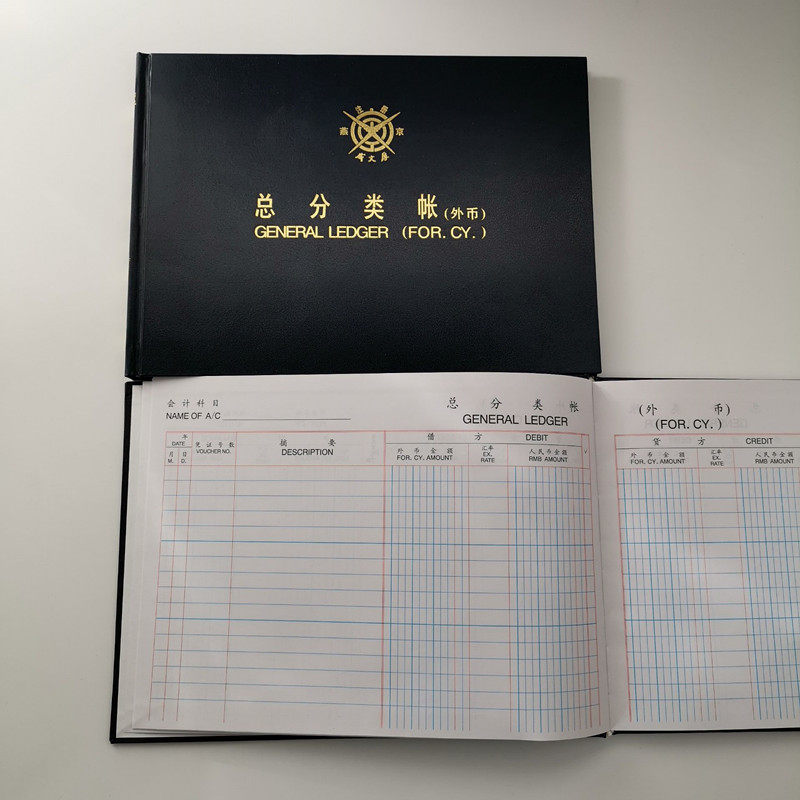 注册
燕京
成文厚
总分类帐(外币)
GENERAL LEDGER (FOR. CY.)
会计科目
NAME OF A/C
总分类帐
GENERAL LEDGER
(外币)
(FOR. CY.)
年
DATE
月 日
M. D.
凭证号数
VOUCHER NO.
摘要
DESCRIPTION
借方 DEBIT
外币金额
FOR. CY. AMOUNT
汇率
EX. RATE
人民币金额
RMB AMOUNT
√
贷方 CREDIT
外币金额
FOR. CY. AMOUNT
汇率
EX. RATE
人民币金额
RMB AMOUNT